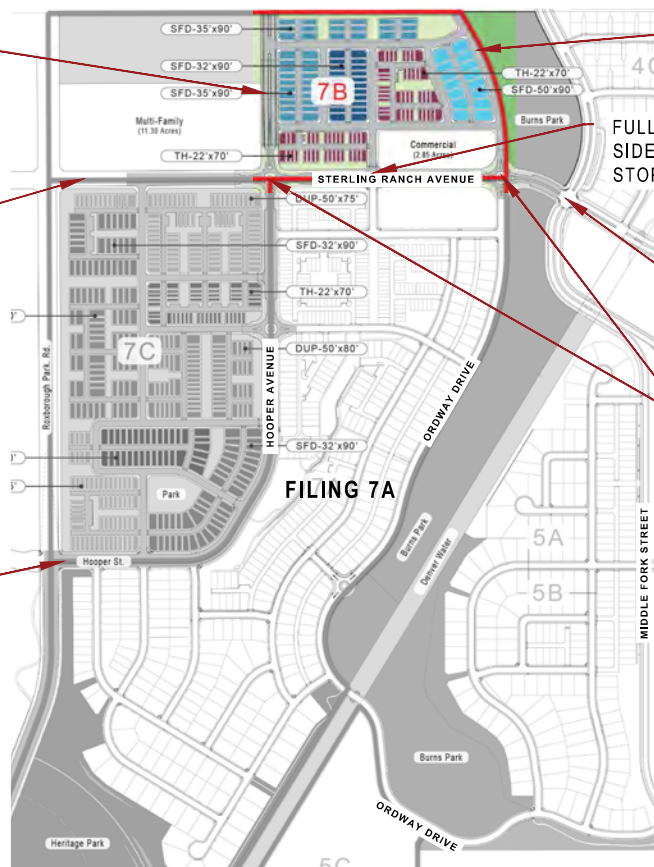 SFD-35'x90'
SFD-32'x90'
TH-22'x70'
4C
7B
SFD-35'x90'
SFD-50'x90'
Multi-Family
(11.30 Acres)
Burns Park
FULL
SIDE
STOP
Commercial
(2.85 Acres)
TH-22'x70'
STERLING RANCH AVENUE
DUP-50'x75'
SFD-32'x90'
TH-22'x70'
7C
DUP-50'x80'
Roxborough Park. Rd.
HOOPER AVENUE
ORDWAY DRIVE
SFD-32'x90'
Park
FILING 7A
Burns Park
Denver Water
5A
5B
MIDDLE FORK STREET
Hooper St.
Burns Park
ORDWAY DRIVE
Heritage Park
5C